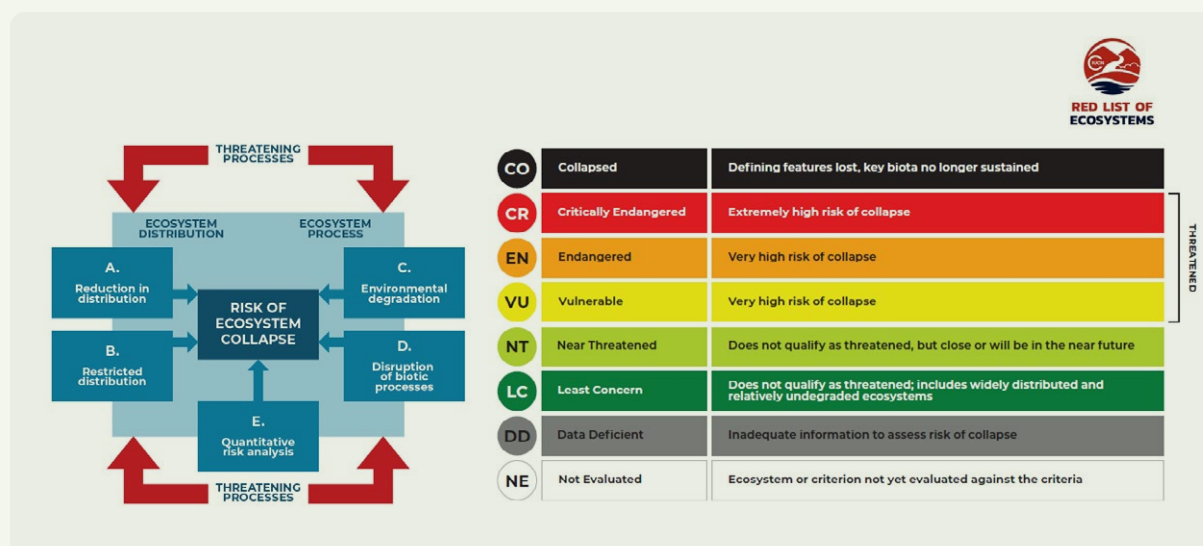 IUCN
RED LIST OF
ECOSYSTEMS
THREATENING
PROCESSES
ECOSYSTEM
DISTRIBUTION
ECOSYSTEM
PROCESS
A.
Reduction in
distribution
B.
Restricted
distribution
RISK OF
ECOSYSTEM
COLLAPSE
C.
Environmental
degradation
D.
Disruption
of biotic
processes
E.
Quantitative
risk analysis
THREATENING
PROCESSES
CO Collapsed Defining features lost, key biota no longer sustained
CR Critically Endangered Extremely high risk of collapse
EN Endangered Very high risk of collapse
VU Vulnerable Very high risk of collapse
THREATENED
NT Near Threatened Does not qualify as threatened, but close or will be in the near future
LC Least Concern Does not qualify as threatened; includes widely distributed and
relatively undegraded ecosystems
DD Data Deficient Inadequate information to assess risk of collapse
NE Not Evaluated Ecosystem or criterion not yet evaluated against the criteria